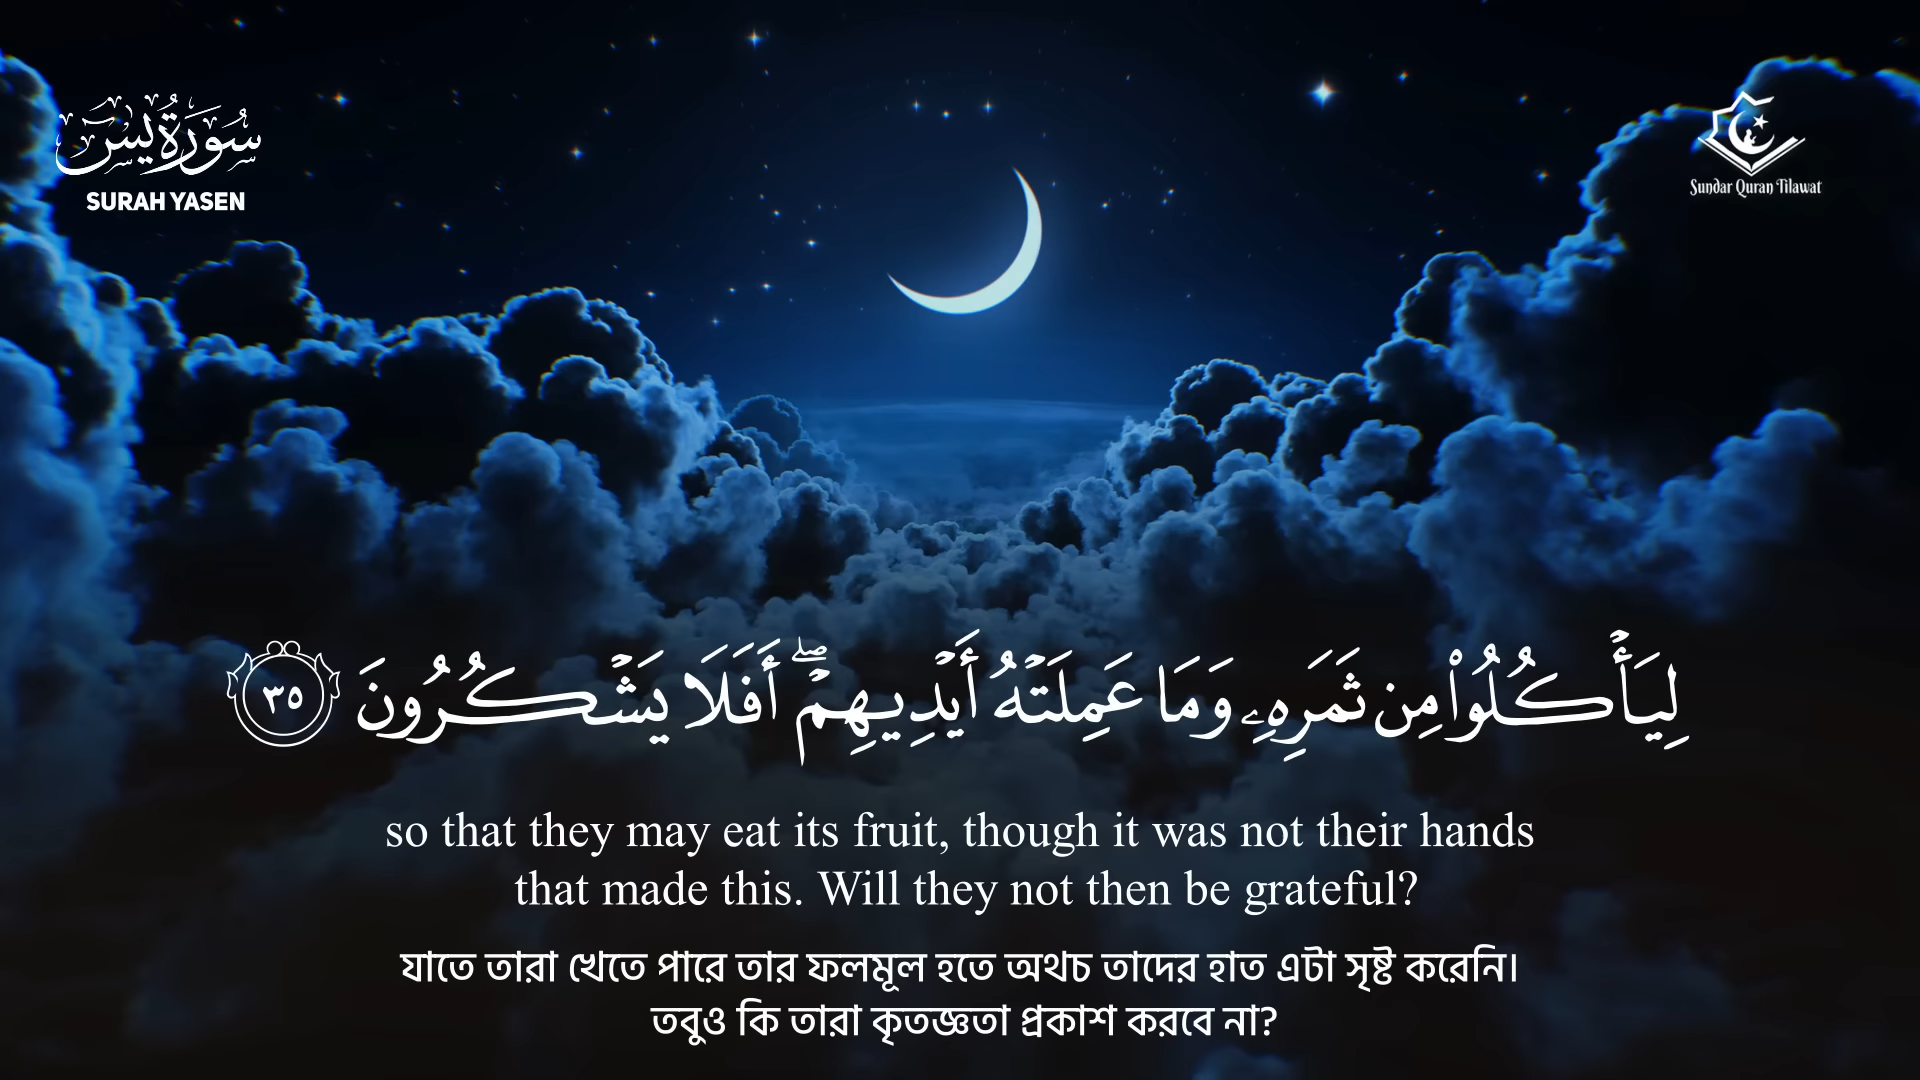 سُورَةُ يسٓ
SURAH YASEN
Sundar Quran Tilawat
لِيَأۡكُلُواْ مِن ثَمَرِهِۦ وَمَا عَمِلَتۡهُ أَيۡدِيهِمۡۚ أَفَلَا يَشۡكُرُونَ ٣٥
so that they may eat its fruit, though it was not their hands
that made this. Will they not then be grateful?
যাতে তারা খেতে পারে তার ফলমূল হতে অথচ তাদের হাত এটা সৃষ্ট করেনি।
তবুও কি তারা কৃতজ্ঞতা প্রকাশ করবে না?